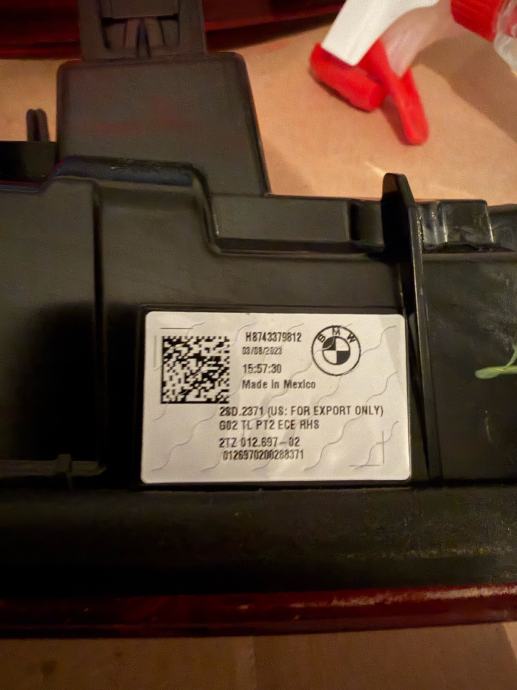 H8743379812
03/08/2023
15:57:30
Made in Mexico
BMW
2SD.2371 (US: FOR EXPORT ONLY)
G02 TL PT2 ECE RHS
2TZ 012.697-02
0126970200288371